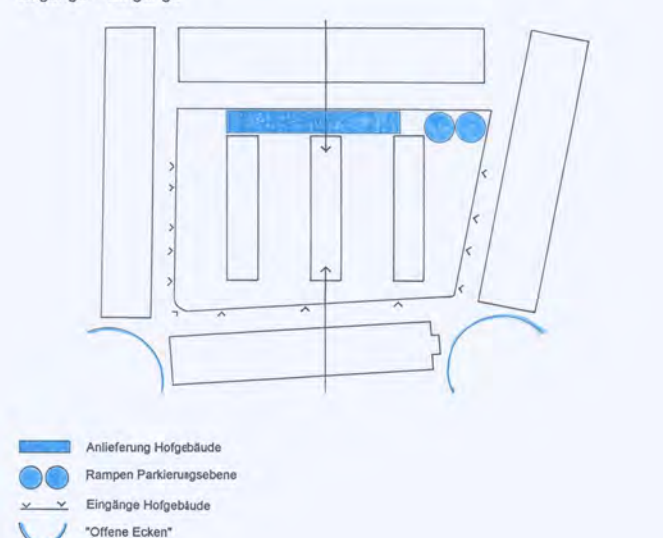 Anlieferung Hofgebäude
Rampen Parkierungsebene
Eingänge Hofgebäude
"Offene Ecken"